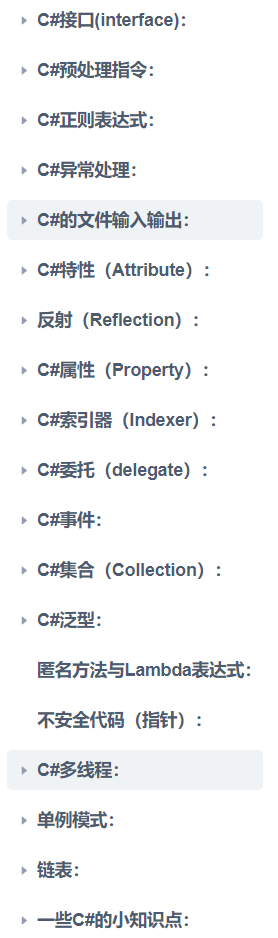 C#接口(interface)：
C#预处理指令：
C#正则表达式：
C#异常处理：
C#的文件输入输出：
C#特性（Attribute）：
反射（Reflection）：
C#属性（Property）：
C#索引器（Indexer）：
C#委托（delegate）：
C#事件：
C#集合（Collection）：
C#泛型：
匿名方法与Lambda表达式：
不安全代码（指针）：
C#多线程：
单例模式：
链表：
一些C#的小知识点：